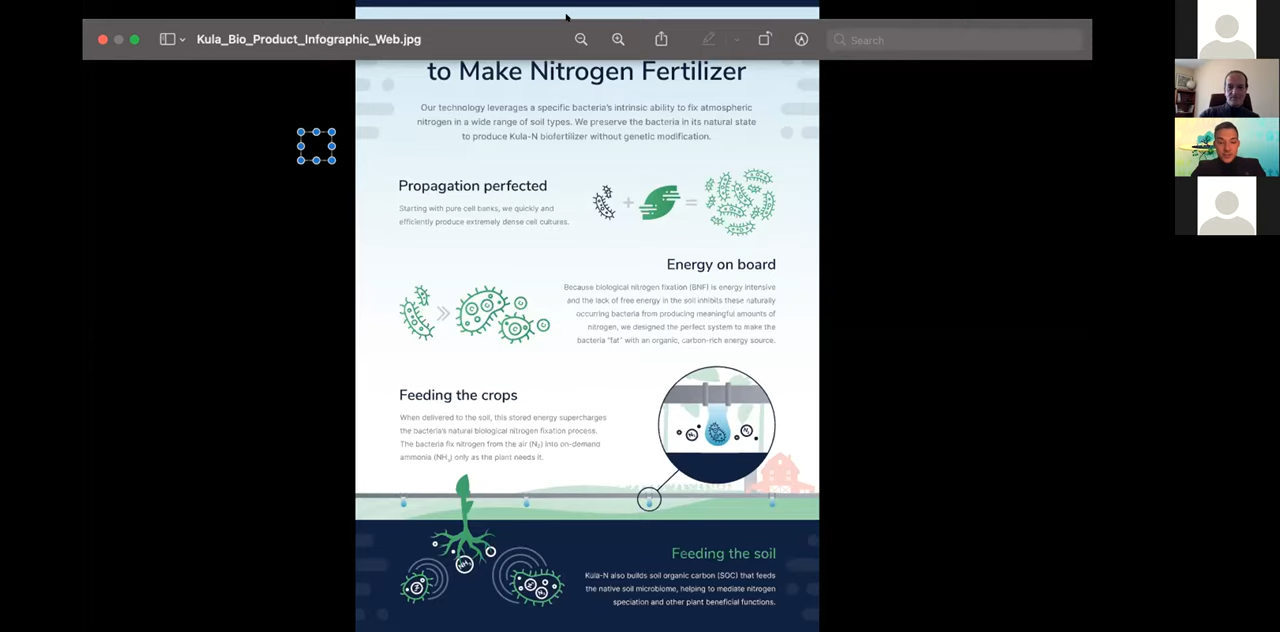 Kula_Bio_Product_Infographic_Web.jpg
Search
to Make Nitrogen Fertilizer
Our technology leverages a specific bacteria's intrinsic ability to fix atmospheric
nitrogen in a wide range of soil types. We preserve the bacteria in its natural state
to produce Kula-N biofertilizer without genetic modification.
Propagation perfected
Starting with pure cell banks, we quickly and
efficiently produce extremely dense cell cultures.
+ =
Energy on board
Because biological nitrogen fixation (BNF) is energy intensive
and the lack of free energy in the soil inhibits these naturally
occurring bacteria from producing meaningful amounts of
nitrogen, we designed the perfect system to make the
bacteria "fat" with an organic, carbon-rich energy source.
Feeding the crops
When delivered to the soil, this stored energy supercharges
the bacteria's natural biological nitrogen fixation process.
The bacteria fix nitrogen from the air (N₂) into on-demand
ammonia (NH₃) only as the plant needs it.
N₂ N₂
Feeding the soil
Kula-N also builds soil organic carbon (SOC) that feeds
the native soil microbiome, helping to mediate nitrogen
speciation and other plant beneficial functions.